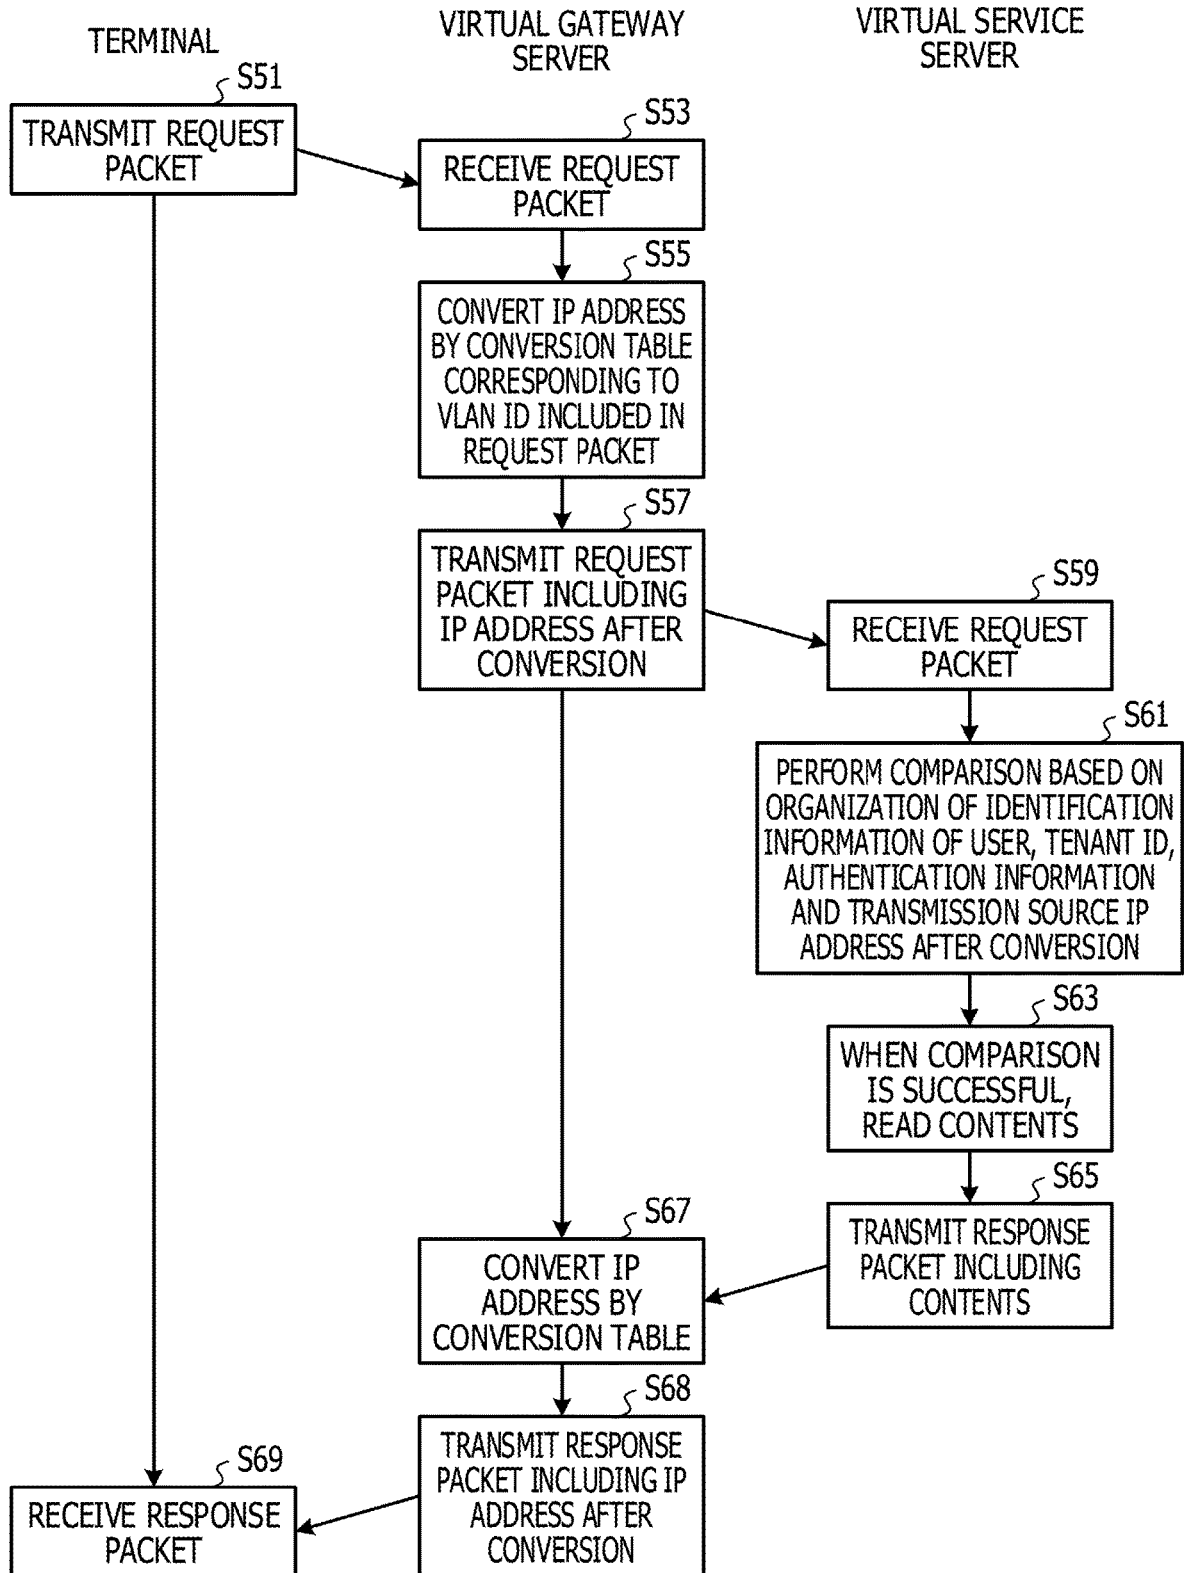 TERMINAL
VIRTUAL GATEWAY
SERVER
VIRTUAL SERVICE
SERVER
S51
TRANSMIT REQUEST
PACKET
S53
RECEIVE REQUEST
PACKET
S55
CONVERT IP ADDRESS
BY CONVERSION TABLE
CORRESPONDING TO
VLAN ID INCLUDED IN
REQUEST PACKET
S57
TRANSMIT REQUEST
PACKET INCLUDING
IP ADDRESS AFTER
CONVERSION
S59
RECEIVE REQUEST
PACKET
S61
PERFORM COMPARISON BASED ON
ORGANIZATION OF IDENTIFICATION
INFORMATION OF USER, TENANT ID,
AUTHENTICATION INFORMATION
AND TRANSMISSION SOURCE IP
ADDRESS AFTER CONVERSION
S63
WHEN COMPARISON
IS SUCCESSFUL,
READ CONTENTS
S65
TRANSMIT RESPONSE
PACKET INCLUDING
CONTENTS
S67
CONVERT IP
ADDRESS BY
CONVERSION TABLE
S68
TRANSMIT RESPONSE
PACKET INCLUDING IP
ADDRESS AFTER
CONVERSION
S69
RECEIVE RESPONSE
PACKET